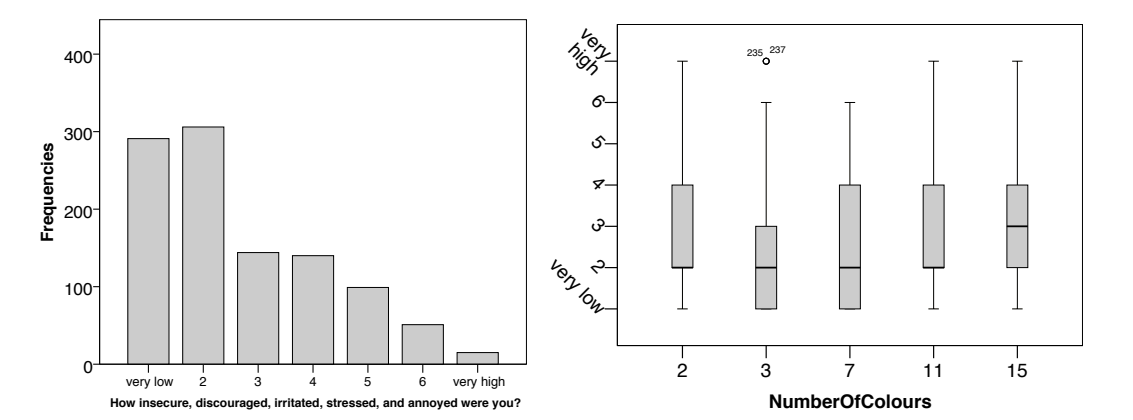 400
300
200
100
0
Frequencies
very low 2 3 4 5 6 very high
How insecure, discouraged, irritated, stressed, and annoyed were you?
very high
6
5
4
3
2
very low
235 237
2 3 7 11 15
NumberOfColours